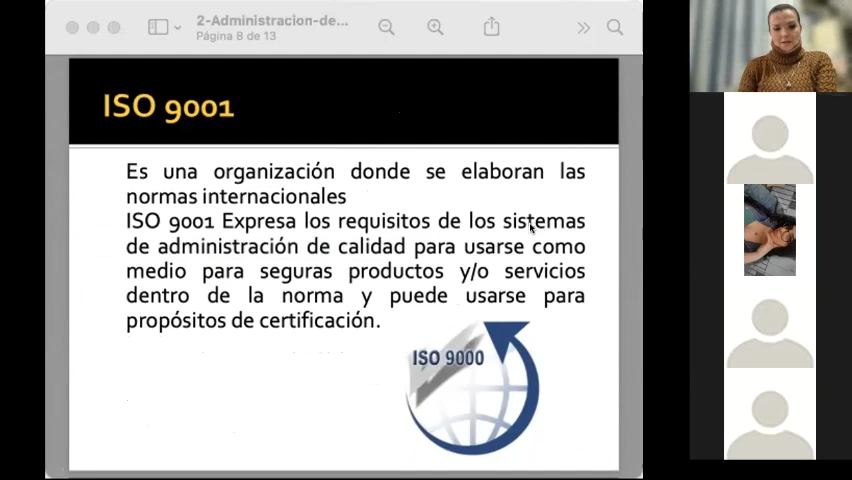 2-Administracion-de...
Página 8 de 13
ISO 9001
Es una organización donde se elaboran las
normas internacionales
ISO 9001 Expresa los requisitos de los sistemas
de administración de calidad para usarse como
medio para seguras productos y/o servicios
dentro de la norma y puede usarse para
propósitos de certificación.
ISO 9000